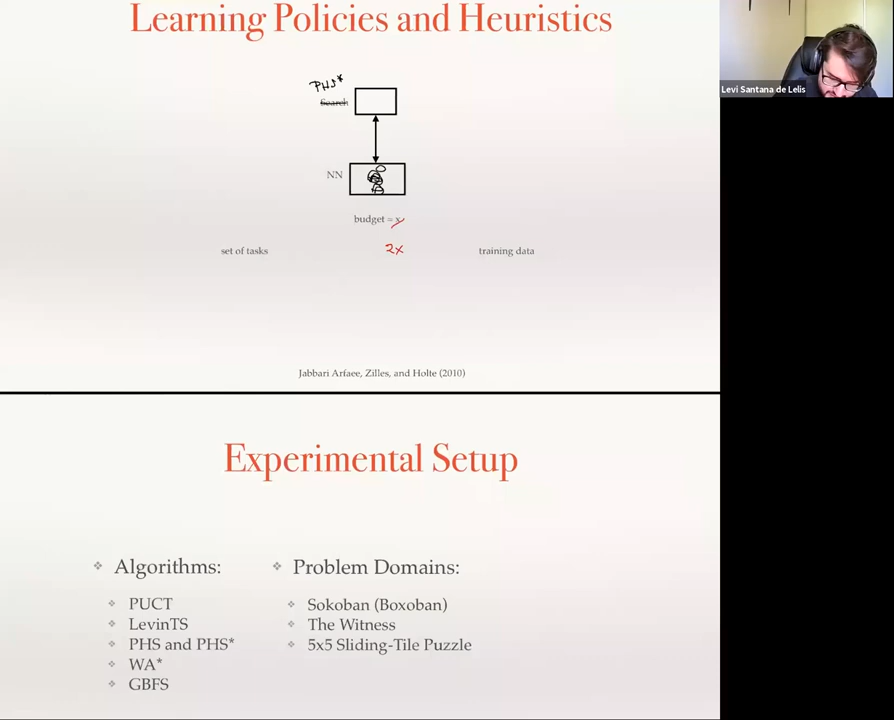 Learning Policies and Heuristics
PHS*
Search
NN
budget = x
2x
set of tasks
training data
Jabbari Arfaee, Zilles, and Holte (2010)
Levi Santana de Lelis
Experimental Setup
❖ Algorithms:
❖ PUCT
❖ LevinTS
❖ PHS and PHS*
❖ WA*
❖ GBFS
❖ Problem Domains:
❖ Sokoban (Boxoban)
❖ The Witness
❖ 5x5 Sliding-Tile Puzzle